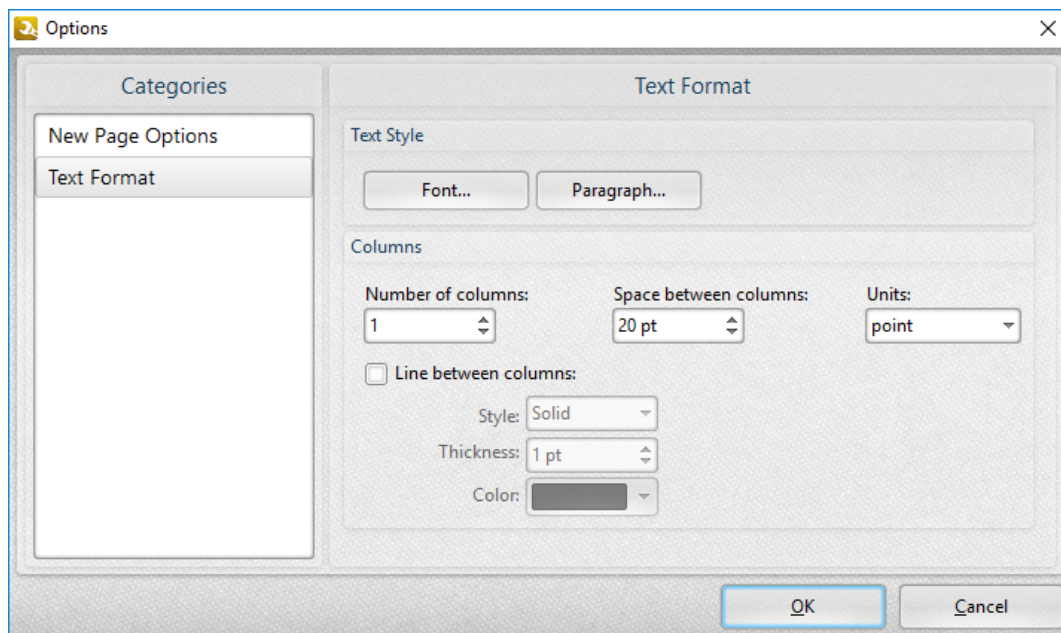 Options
Categories
New Page Options
Text Format
Text Format
Text Style
Font... Paragraph...
Columns
Number of columns: Space between columns: Units:
1 20 pt point
Line between columns:
Style: Solid
Thickness: 1 pt
Color:
OK Cancel